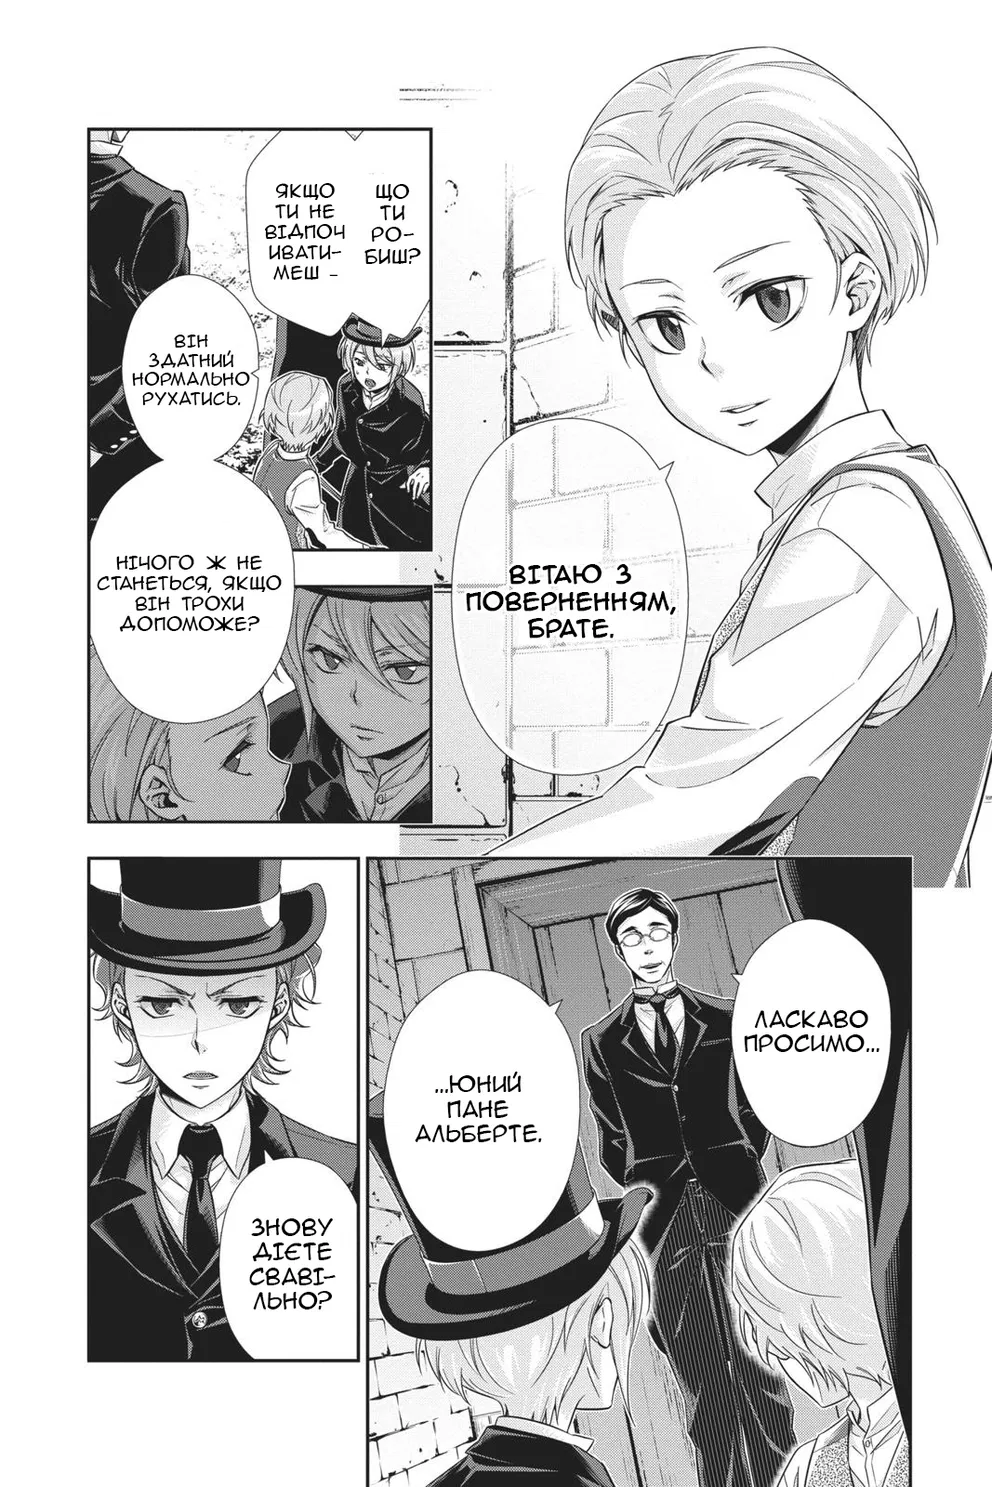 ВІТАЮ З
ПОВЕРНЕННЯМ,
БРАТЕ.
ЩО
ТИ
РО-
БИШ?
ЯКЩО
ТИ НЕ
ВІДПОЧ
ИВАТИ-
МЕШ -
ВІН
ЗДАТНИЙ
НОРМАЛЬНО
РУХАТИСЬ.
НІЧОГО Ж НЕ
СТАНЕТЬСЯ, ЯКЩО
ВІН ТРОХИ
ДОПОМОЖЕ?
ЛАСКАВО
ПРОСИМО...
...ЮНИЙ
ПАНЕ
АЛЬБЕРТЕ.
ЗНОВУ
ДІЄТЕ
СВАВІ-
ЛЬНО?